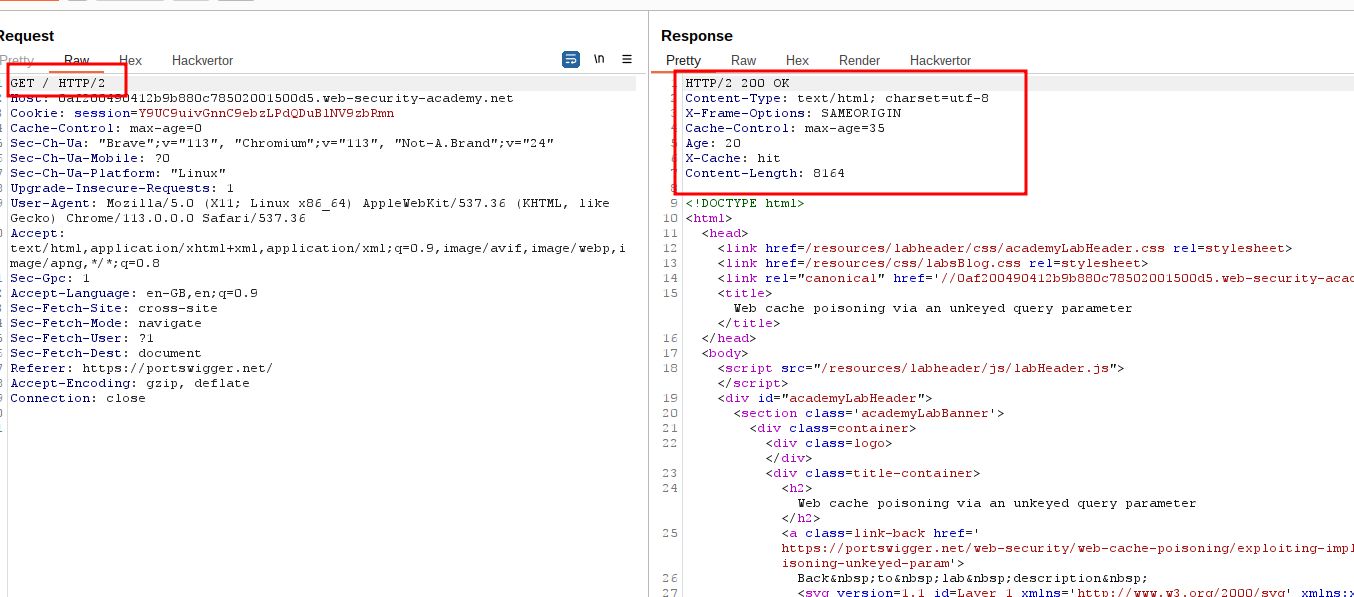 Request
Pretty
Raw
Hex
Hackvertor
\n
GET / HTTP/2
Host: 0af200490412b9b880c78502001500d5.web-security-academy.net
Cookie: session=Y9UC9uivGnnC9ebzLPdQDuBlNV9zbRmn
Cache-Control: max-age=0
Sec-Ch-Ua: "Brave";v="113", "Chromium";v="113", "Not-A.Brand";v="24"
Sec-Ch-Ua-Mobile: ?0
Sec-Ch-Ua-Platform: "Linux"
Upgrade-Insecure-Requests: 1
User-Agent: Mozilla/5.0 (X11; Linux x86_64) AppleWebKit/537.36 (KHTML, like
Gecko) Chrome/113.0.0.0 Safari/537.36
Accept:
text/html,application/xhtml+xml,application/xml;q=0.9,image/avif,image/webp,i
mage/apng,*/*;q=0.8
Sec-Gpc: 1
Accept-Language: en-GB,en;q=0.9
Sec-Fetch-Site: cross-site
Sec-Fetch-Mode: navigate
Sec-Fetch-User: ?1
Sec-Fetch-Dest: document
Referer: https://portswigger.net/
Accept-Encoding: gzip, deflate
Connection: close
Response
Pretty
Raw
Hex
Render
Hackvertor
HTTP/2 200 OK
Content-Type: text/html; charset=utf-8
X-Frame-Options: SAMEORIGIN
Cache-Control: max-age=35
Age: 20
X-Cache: hit
Content-Length: 8164
9 <!DOCTYPE html>
10 <html>
11 <head>
12 <link href=/resources/labheader/css/academyLabHeader.css rel=stylesheet>
13 <link href=/resources/css/labsBlog.css rel=stylesheet>
14 <link rel="canonical" href='//0af200490412b9b880c78502001500d5.web-security-acad
15 <title>
Web cache poisoning via an unkeyed query parameter
</title>
16 </head>
17 <body>
18 <script src="/resources/labheader/js/labHeader.js">
</script>
19 <div id="academyLabHeader">
20 <section class='academyLabBanner'>
21 <div class=container>
22 <div class=logo>
</div>
23 <div class=title-container>
24 <h2>
Web cache poisoning via an unkeyed query parameter
</h2>
25 <a class=link-back href='
https://portswigger.net/web-security/web-cache-poisoning/exploiting-impl
isoning-unkeyed-param'>
26 Back&nbsp;to&nbsp;lab&nbsp;description&nbsp;
27 <svg version=1.1 id=Layer_1 xmlns='http://www.w3.org/2000/svg' xmlns:x